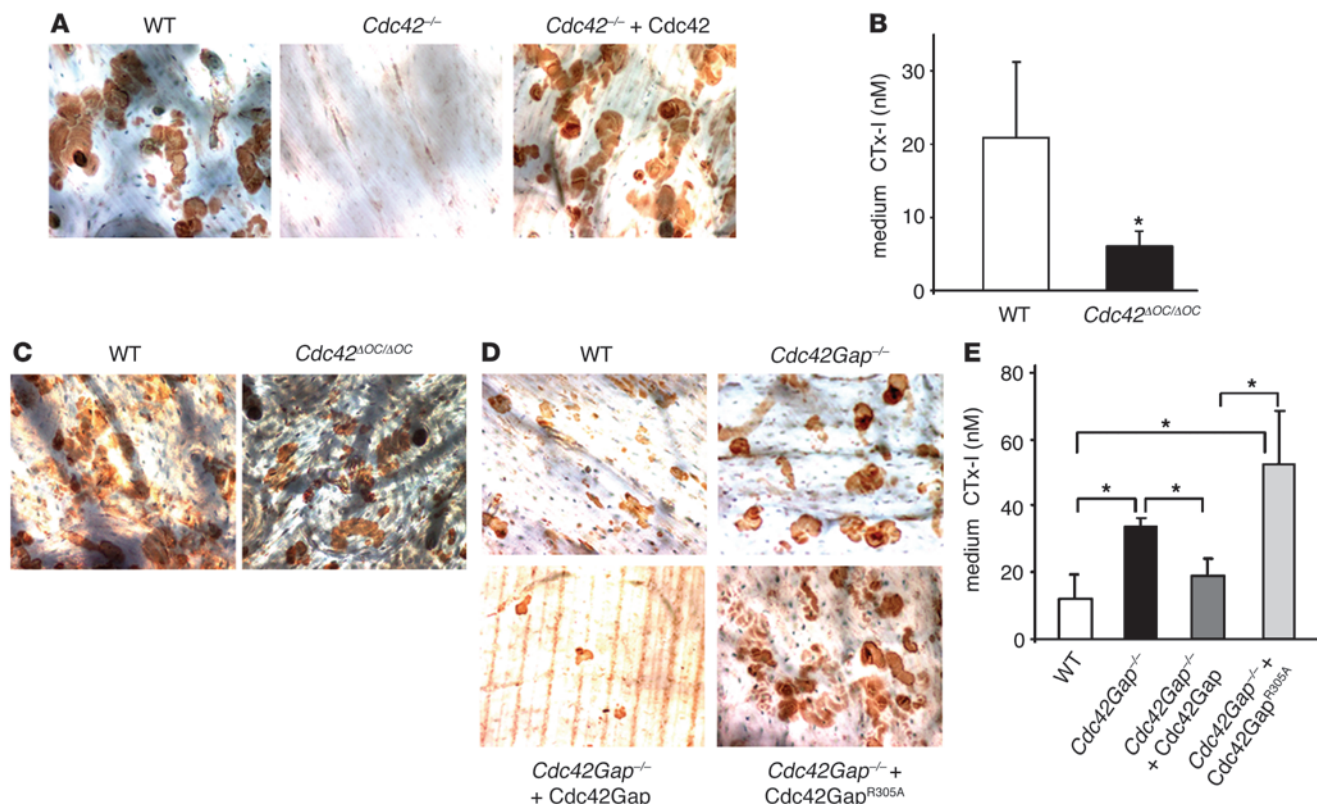 A
WT
Cdc42⁻/⁻
Cdc42⁻/⁻ + Cdc42
B
medium CTx-I (nM)
30
20
10
0
*
WT
Cdc42ΔOC/ΔOC
C
WT
Cdc42ΔOC/ΔOC
D
WT
Cdc42Gap⁻/⁻
Cdc42Gap⁻/⁻
+ Cdc42Gap
Cdc42Gap⁻/⁻ +
Cdc42GapR305A
E
medium CTx-I (nM)
80
60
40
20
0
*
*
*
*
WT
Cdc42Gap⁻/⁻
Cdc42Gap⁻/⁻
+ Cdc42Gap
Cdc42Gap⁻/⁻ +
Cdc42GapR305A